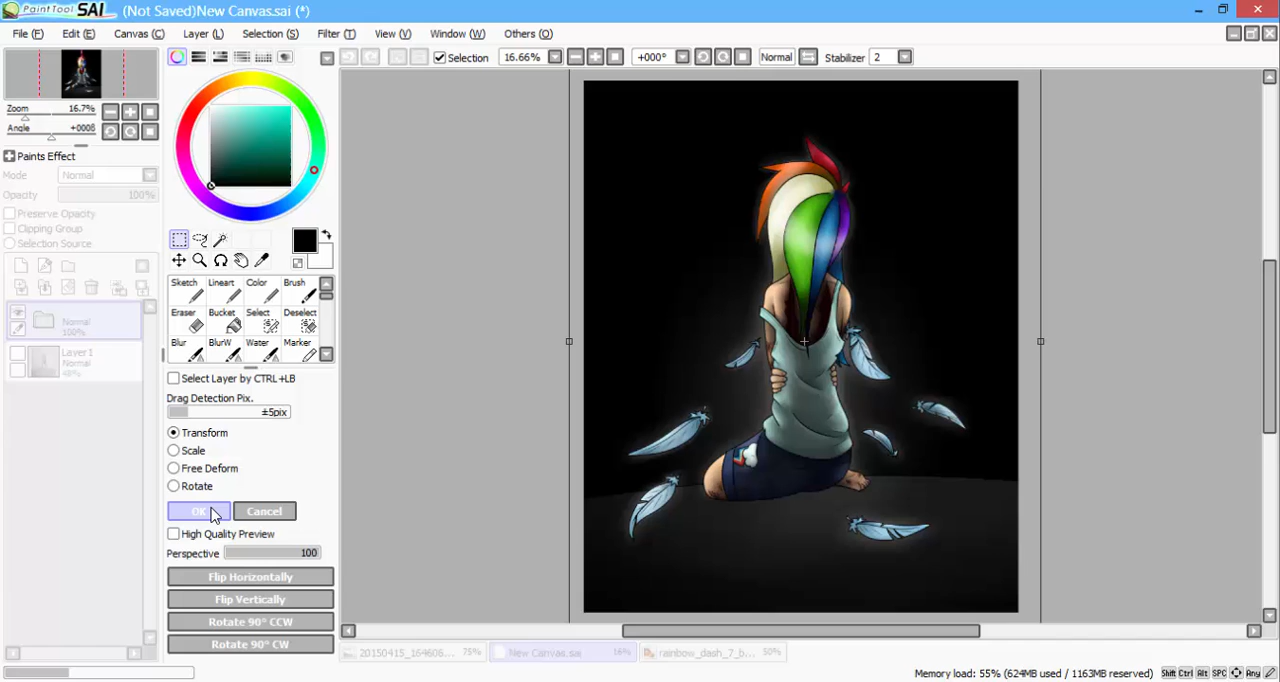 PaintTool SAI (Not Saved)New Canvas.sai (*)
File (F) Edit (E) Canvas (C) Layer (L) Selection (S) Filter (T) View (V) Window (W) Others (O)
Selection 16.66% +000° Normal Stabilizer 2
Zoom 16.7%
Angle +000δ
Paints Effect
Mode Normal
Opacity 100%
Preserve Opacity
Clipping Group
Selection Source
Normal
100%
Layer 1
Normal
Sketch Lineart Color Brush
Eraser Bucket Select Deselect
Blur BlurW Water Marker
Select Layer by CTRL+LB
Drag Detection Pix.
±5pix
Transform
Scale
Free Deform
Rotate
OK Cancel
High Quality Preview
Perspective 100
Flip Horizontally
Flip Vertically
Rotate 90° CCW
Rotate 90° CW
20150415_164606... 75% New Canvas.sai 16% rainbow_dash_7_b... 50%
Memory load: 55% (624MB used / 1163MB reserved) Shift Ctrl Alt SPC Any